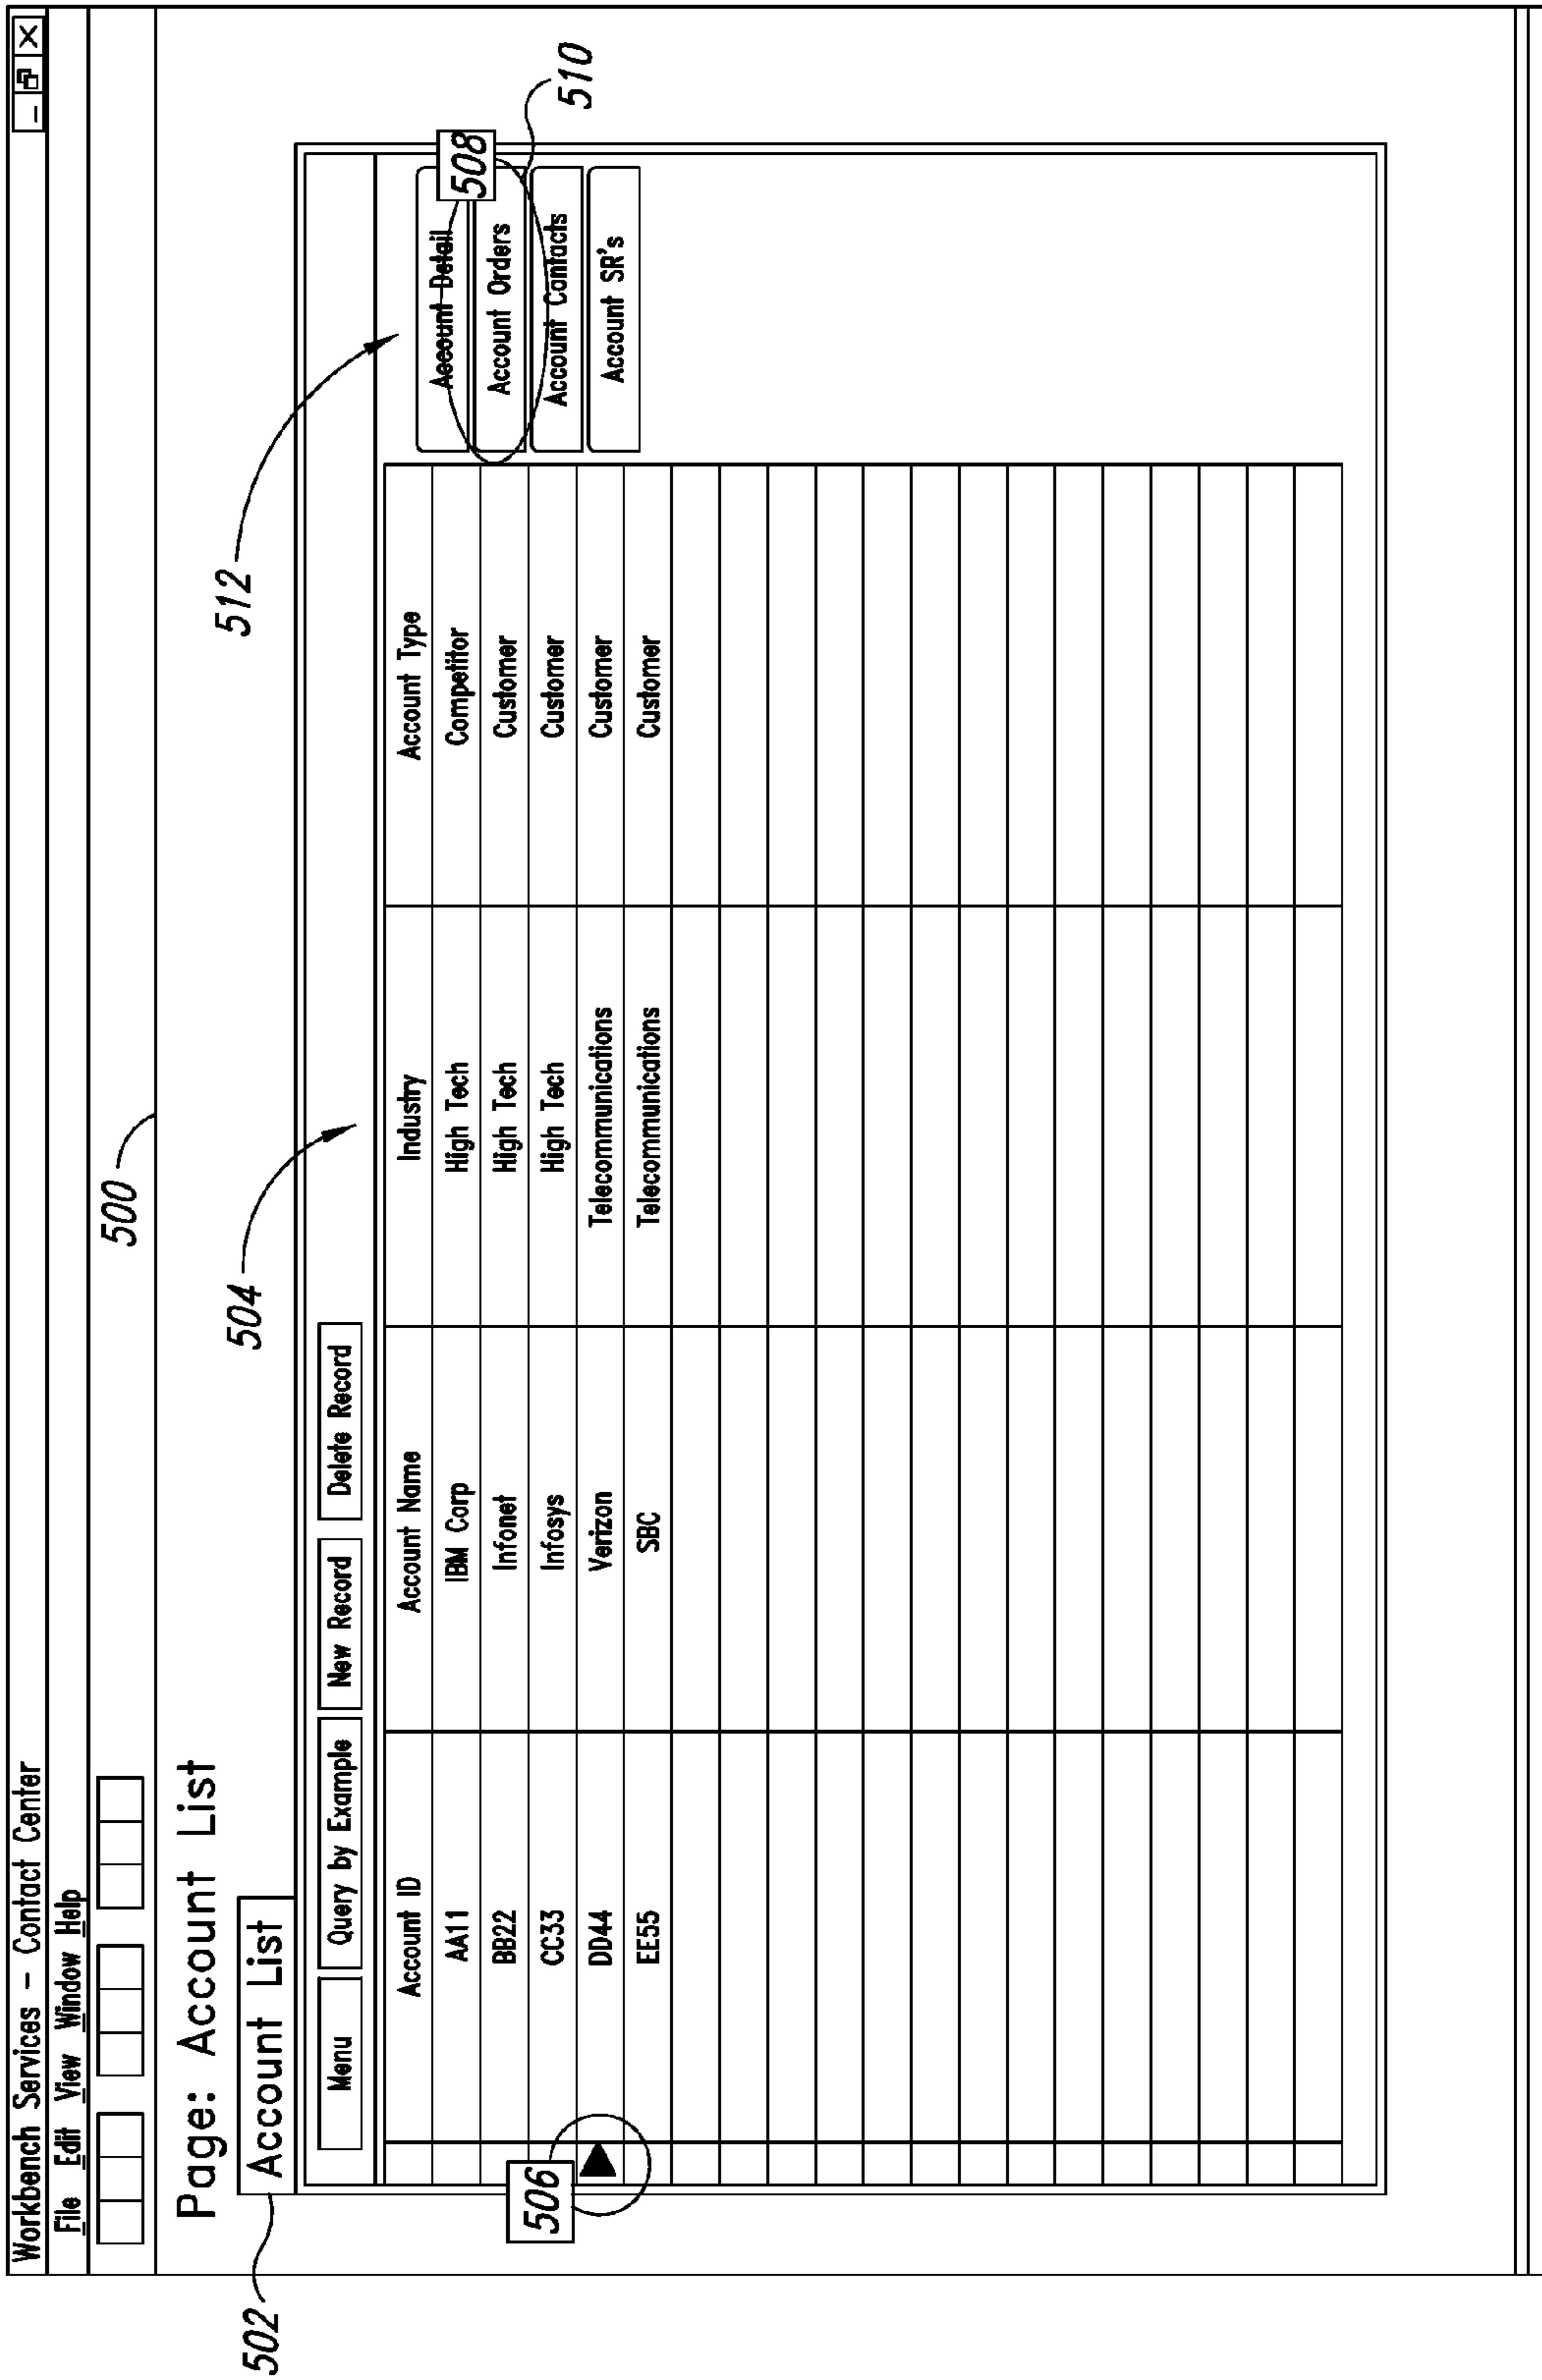 Workbench Services – Contact Center
File Edit View Window Help
500
Page: Account List
502
Account List
504
512
Menu Query by Example New Record Delete Record
Account ID Account Name Industry Account Type
AA11 IBM Corp High Tech Competitor
BB22 Infonet High Tech Customer
CC33 Infosys High Tech Customer
DD44 Verizon Telecommunications Customer
EE55 SBC Telecommunications Customer
506
Account Detail
508
Account Orders
510
Account Contacts
Account SR's